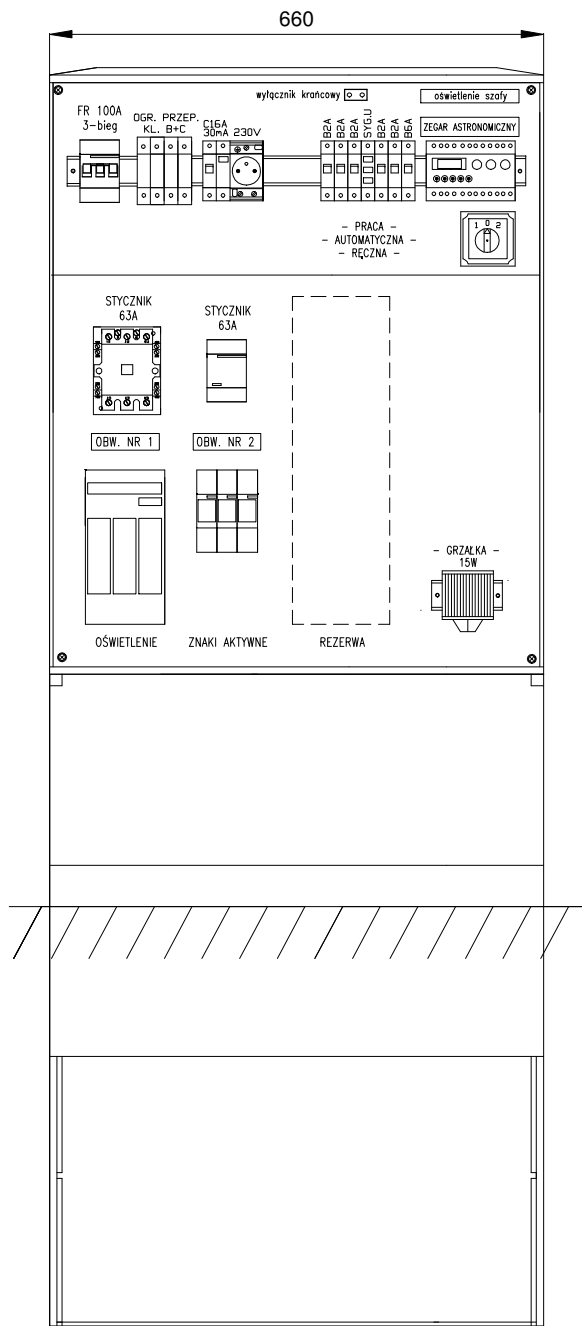 660
wyłącznik krańcowy
oświetlenie szafy
FR 100A
3-bieg
OGR. PRZEP.
KL. B+C
C16A
30mA 230V
B2A
B2A
B2A
SYG.U
B2A
B2A
B6A
ZEGAR ASTRONOMICZNY
- PRACA -
- AUTOMATYCZNA -
- RĘCZNA -
1 0 2
STYCZNIK
63A
STYCZNIK
63A
OBW. NR 1
OBW. NR 2
- GRZAŁKA -
15W
OŚWIETLENIE
ZNAKI AKTYWNE
REZERWA